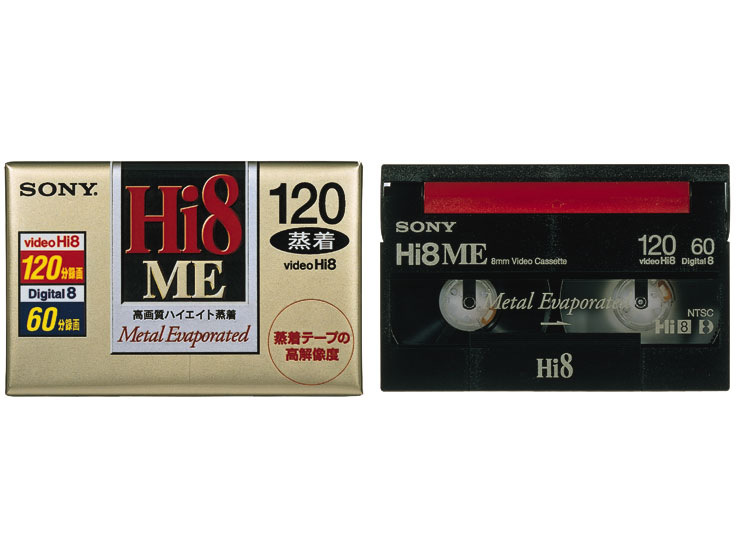 SONY.
Hi8
ME
高画質ハイエイト蒸着
Metal Evaporated
120
蒸着
video Hi8
video Hi8
120分録画
Digital 8
60分録画
蒸着テープの
高解像度
SONY
Hi8 ME 8mm Video Cassette
120 60
video Hi8 Digital 8
Metal Evaporated
NTSC
Hi 8
Hi8